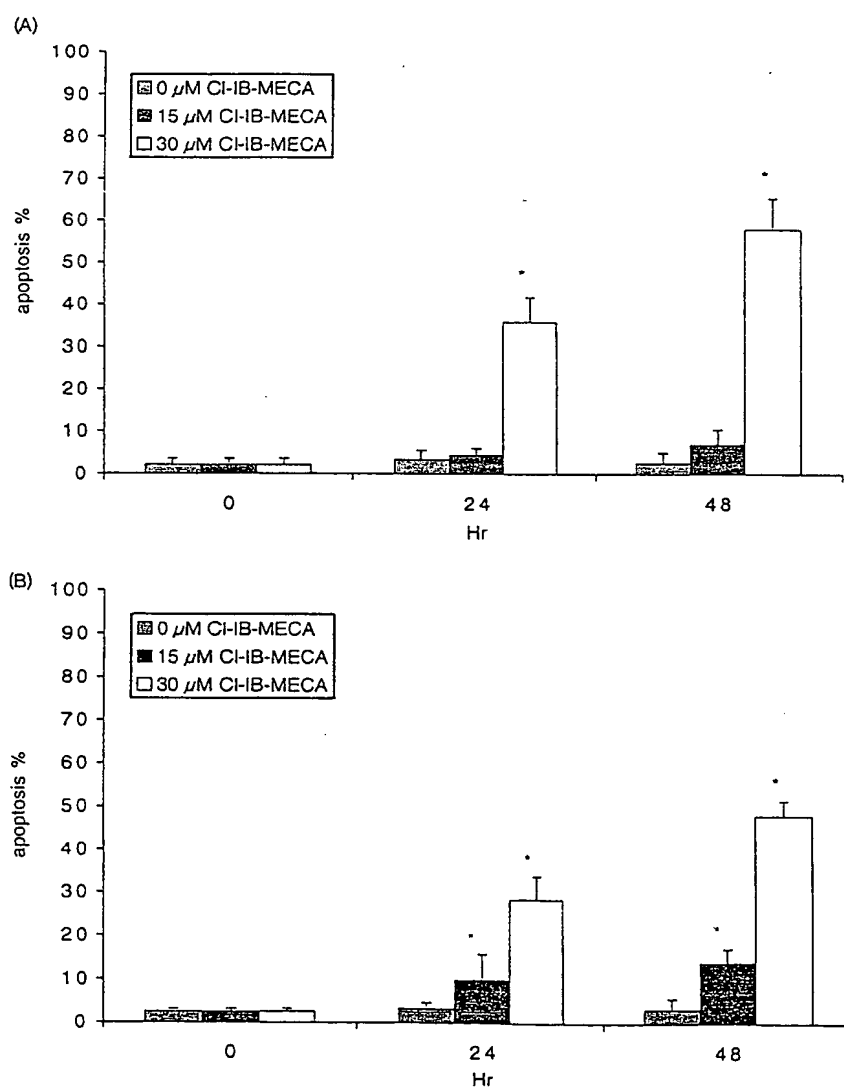 (A)
100
90
80
70
60
50
40
30
20
10
0
apoptosis %
0 µM Cl-IB-MECA
15 µM Cl-IB-MECA
30 µM Cl-IB-MECA
*
*
0 24 48
Hr
(B)
100
90
80
70
60
50
40
30
20
10
0
apoptosis %
0 µM Cl-IB-MECA
15 µM Cl-IB-MECA
30 µM Cl-IB-MECA
*
*
*
*
0 24 48
Hr